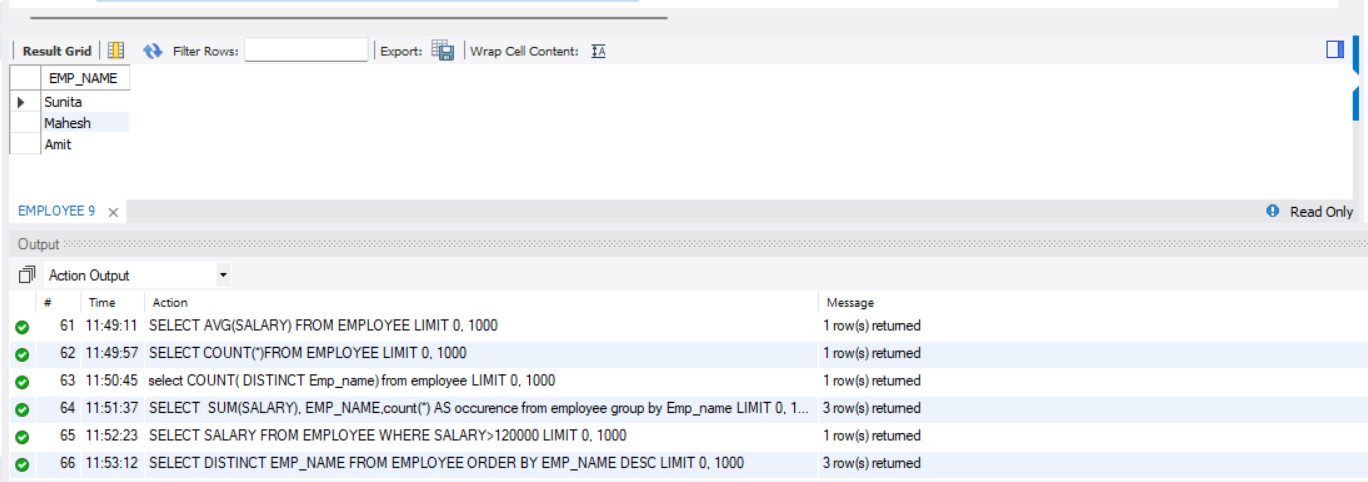 Result Grid Filter Rows: Export: Wrap Cell Content: IA
EMP_NAME
Sunita
Mahesh
Amit
EMPLOYEE 9 × Read Only
Output
Action Output
# Time Action Message
61 11:49:11 SELECT AVG(SALARY) FROM EMPLOYEE LIMIT 0, 1000 1 row(s) returned
62 11:49:57 SELECT COUNT(*)FROM EMPLOYEE LIMIT 0, 1000 1 row(s) returned
63 11:50:45 select COUNT( DISTINCT Emp_name) from employee LIMIT 0, 1000 1 row(s) returned
64 11:51:37 SELECT  SUM(SALARY), EMP_NAME,count(*) AS occurence from employee group by Emp_name LIMIT 0, 1... 3 row(s) returned
65 11:52:23 SELECT SALARY FROM EMPLOYEE WHERE SALARY>120000 LIMIT 0, 1000 1 row(s) returned
66 11:53:12 SELECT DISTINCT EMP_NAME FROM EMPLOYEE ORDER BY EMP_NAME DESC LIMIT 0, 1000 3 row(s) returned